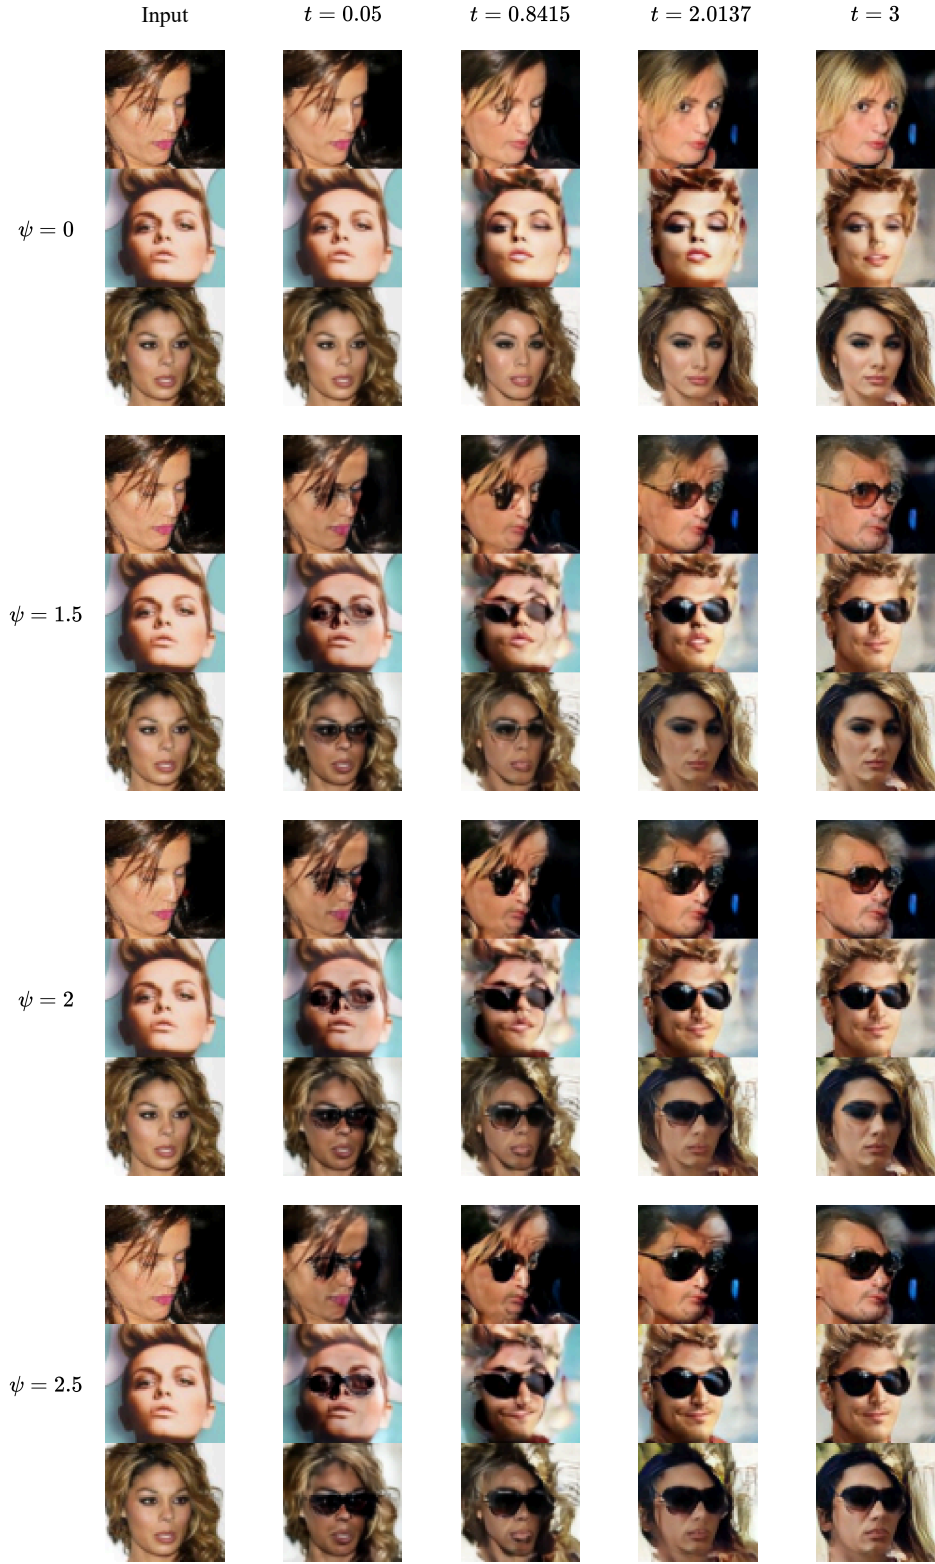 Input t = 0.05 t = 0.8415 t = 2.0137 t = 3
ψ = 0
ψ = 1.5
ψ = 2
ψ = 2.5